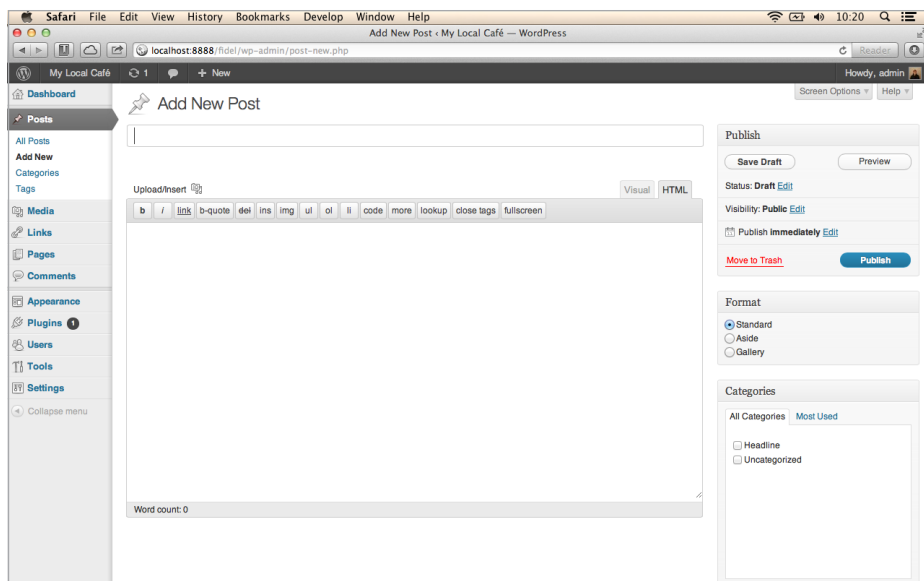 Safari File Edit View History Bookmarks Develop Window Help 10:20
Add New Post ‹ My Local Café — WordPress
localhost:8888/fidel/wp-admin/post-new.php Reader
My Local Café 1 + New Howdy, admin
Dashboard
Screen Options Help
Add New Post
Posts
All Posts
Add New
Categories
Tags
Media
Links
Pages
Comments
Appearance
Plugins 1
Users
Tools
Settings
Collapse menu
Upload/Insert Visual HTML
b i link b-quote del ins img ul ol li code more lookup close tags fullscreen
Word count: 0
Publish
Save Draft Preview
Status: Draft Edit
Visibility: Public Edit
Publish immediately Edit
Move to Trash Publish
Format
Standard
Aside
Gallery
Categories
All Categories Most Used
Headline
Uncategorized